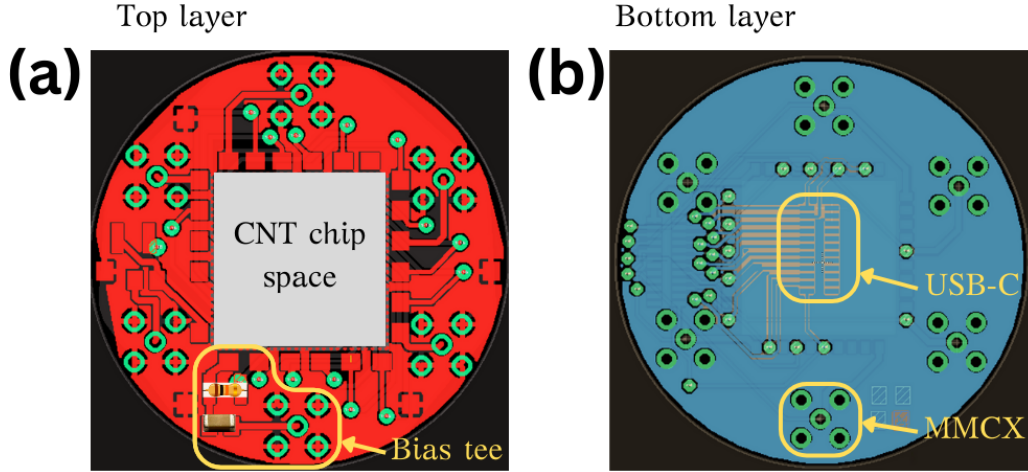 Top layer
Bottom layer
(a)
(b)
CNT chip
space
USB-C
Bias tee
MMCX